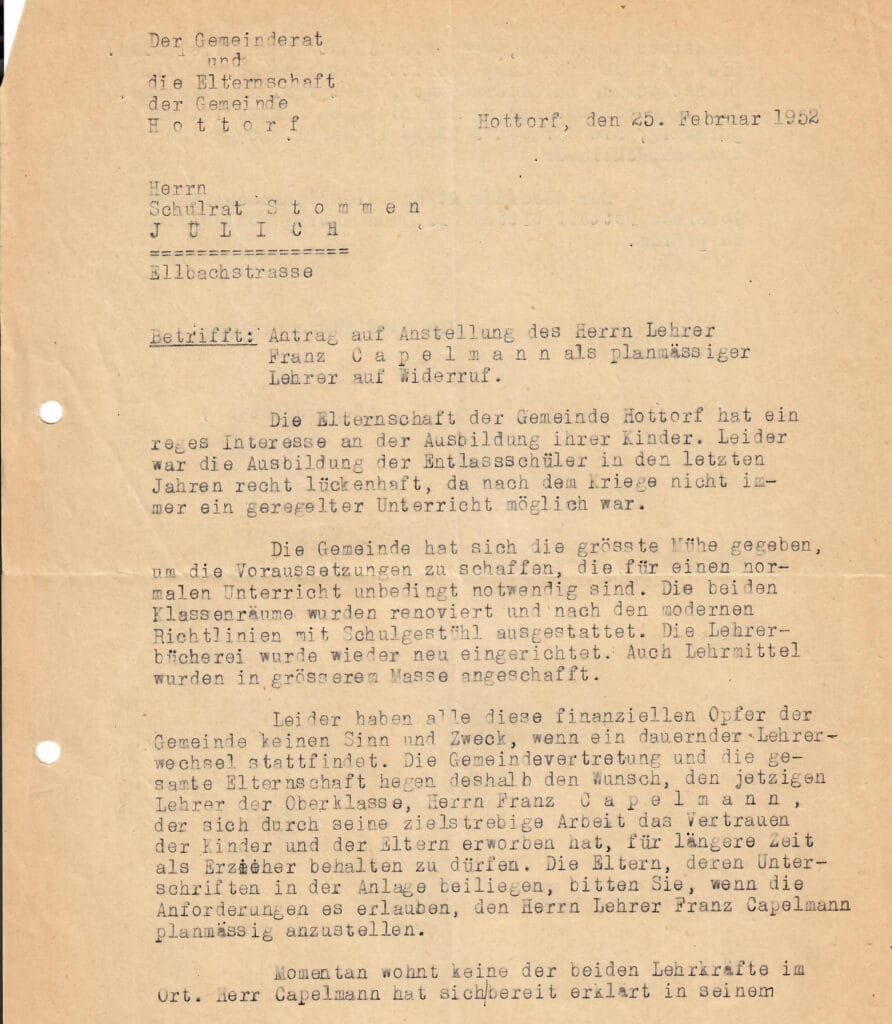 Der Gemeinderat
und
die Elternschaft
der Gemeinde
H o t t o r f
Hottorf, den 25. Februar 1952
Herrn
Schulrat S t o m m e n
J Ü L I C H
=================
Ellbachstrasse
Betrifft: Antrag auf Anstellung des Herrn Lehrer
Franz C a p e l m a n n als planmässiger
Lehrer auf Widerruf.
Die Elternschaft der Gemeinde Hottorf hat ein
reges Interesse an der Ausbildung ihrer Kinder. Leider
war die Ausbildung der Entlassschüler in den letzten
Jahren recht lückenhaft, da nach dem Kriege nicht im-
mer ein geregelter Unterricht möglich war.
Die Gemeinde hat sich die grösste Mühe gegeben,
um die Voraussetzungen zu schaffen, die für einen nor-
malen Unterricht unbedingt notwendig sind. Die beiden
Klassenräume wurden renoviert und nach den modernen
Richtlinien mit Schulgestühl ausgestattet. Die Lehrer-
bücherei wurde wieder neu eingerichtet. Auch Lehrmittel
wurden in grösserem Masse angeschafft.
Leider haben alle diese finanziellen Opfer der
Gemeinde keinen Sinn und Zweck, wenn ein dauernder Lehrer-
wechsel stattfindet. Die Gemeindevertretung und die ge-
samte Elternschaft hegen deshalb den Wunsch, den jetzigen
Lehrer der Oberklasse, Herrn Franz C a p e l m a n n ,
der sich durch seine zielstrebige Arbeit das Vertrauen
der Kinder und der Eltern erworben hat, für längere Zeit
als Erzieher behalten zu dürfen. Die Eltern, deren Unter-
schriften in der Anlage beiliegen, bitten Sie, wenn die
Anforderungen es erlauben, den Herrn Lehrer Franz Capelmann
planmässig anzustellen.
Momentan wohnt keine der beiden Lehrkräfte im
Ort. Herr Capelmann hat sich/bereit erklärt in seinem